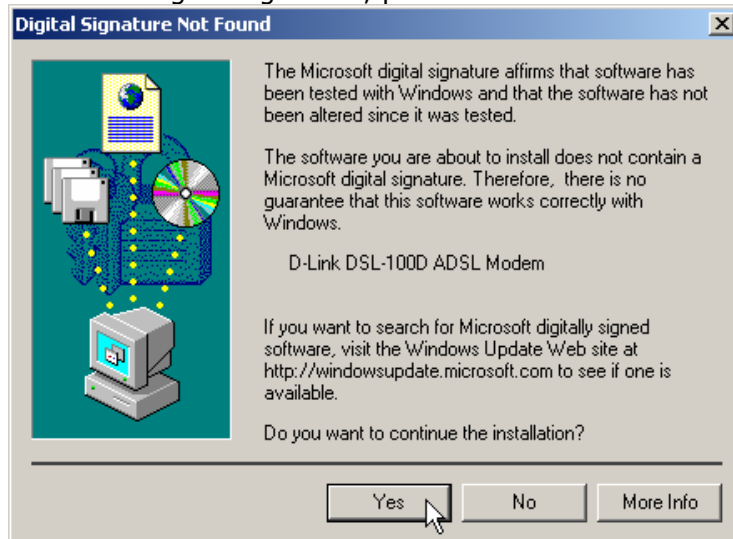 Digital Signature Not Found
The Microsoft digital signature affirms that software has
been tested with Windows and that the software has not
been altered since it was tested.
The software you are about to install does not contain a
Microsoft digital signature. Therefore, there is no
guarantee that this software works correctly with
Windows.
D-Link DSL-100D ADSL Modem
If you want to search for Microsoft digitally signed
software, visit the Windows Update Web site at
http://windowsupdate.microsoft.com to see if one is
available.
Do you want to continue the installation?
Yes No More Info